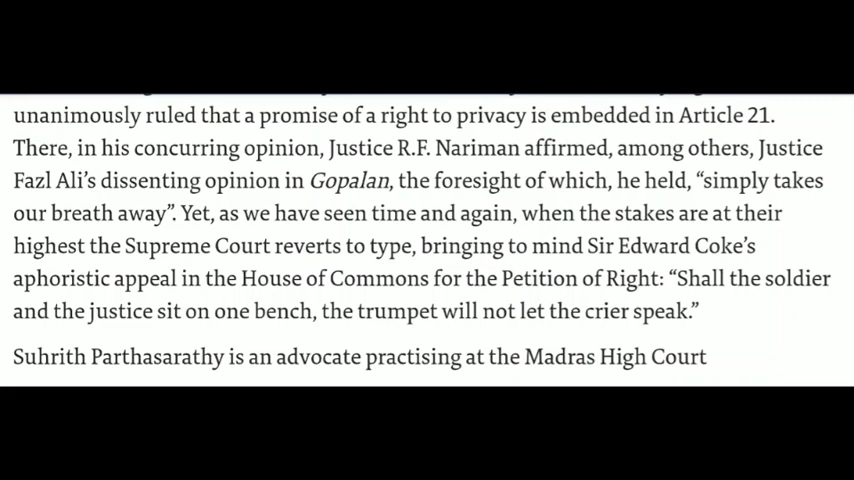 unanimously ruled that a promise of a right to privacy is embedded in Article 21.
There, in his concurring opinion, Justice R.F. Nariman affirmed, among others, Justice
Fazl Ali’s dissenting opinion in Gopalan, the foresight of which, he held, “simply takes
our breath away”. Yet, as we have seen time and again, when the stakes are at their
highest the Supreme Court reverts to type, bringing to mind Sir Edward Coke’s
aphoristic appeal in the House of Commons for the Petition of Right: “Shall the soldier
and the justice sit on one bench, the trumpet will not let the crier speak.”
Suhrith Parthasarathy is an advocate practising at the Madras High Court